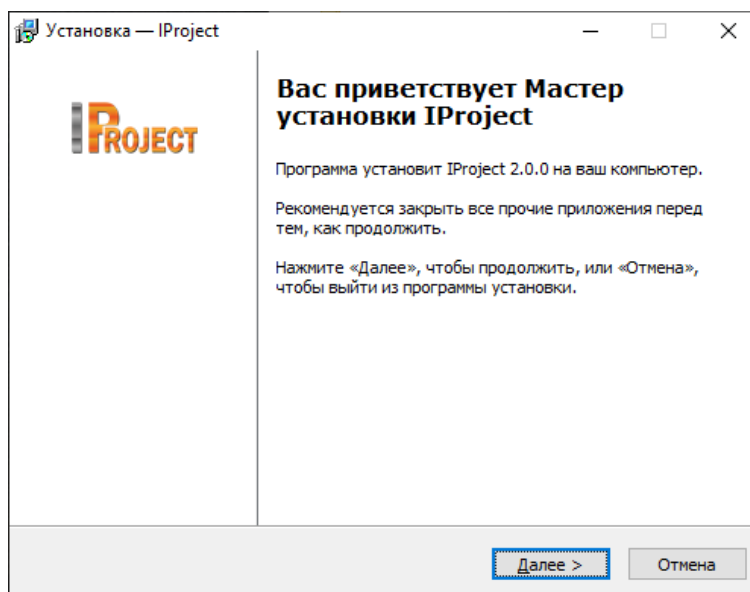 Установка — IProject
IPROJECT
Вас приветствует Мастер
установки IProject
Программа установит IProject 2.0.0 на ваш компьютер.
Рекомендуется закрыть все прочие приложения перед
тем, как продолжить.
Нажмите «Далее», чтобы продолжить, или «Отмена»,
чтобы выйти из программы установки.
Далее >
Отмена